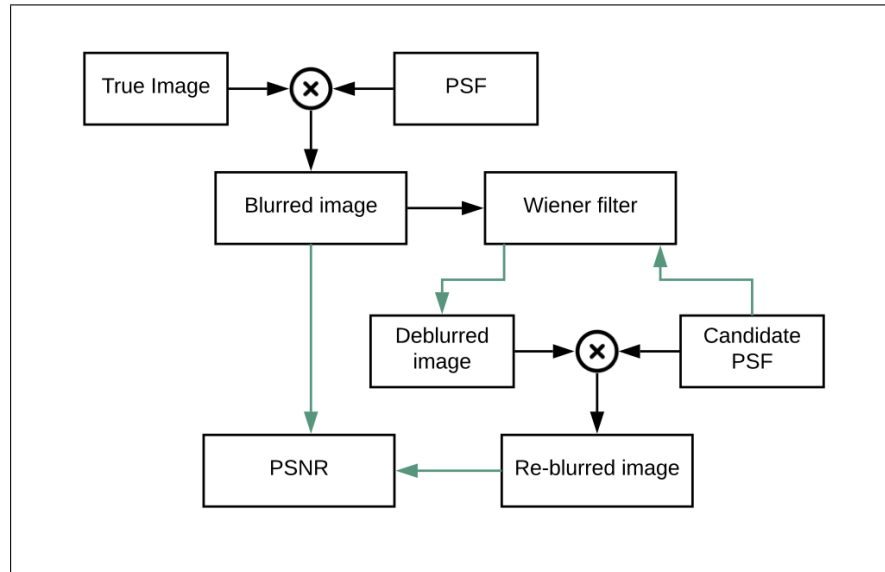 True Image
PSF
Blurred image
Wiener filter
Deblurred
image
Candidate
PSF
PSNR
Re-blurred image